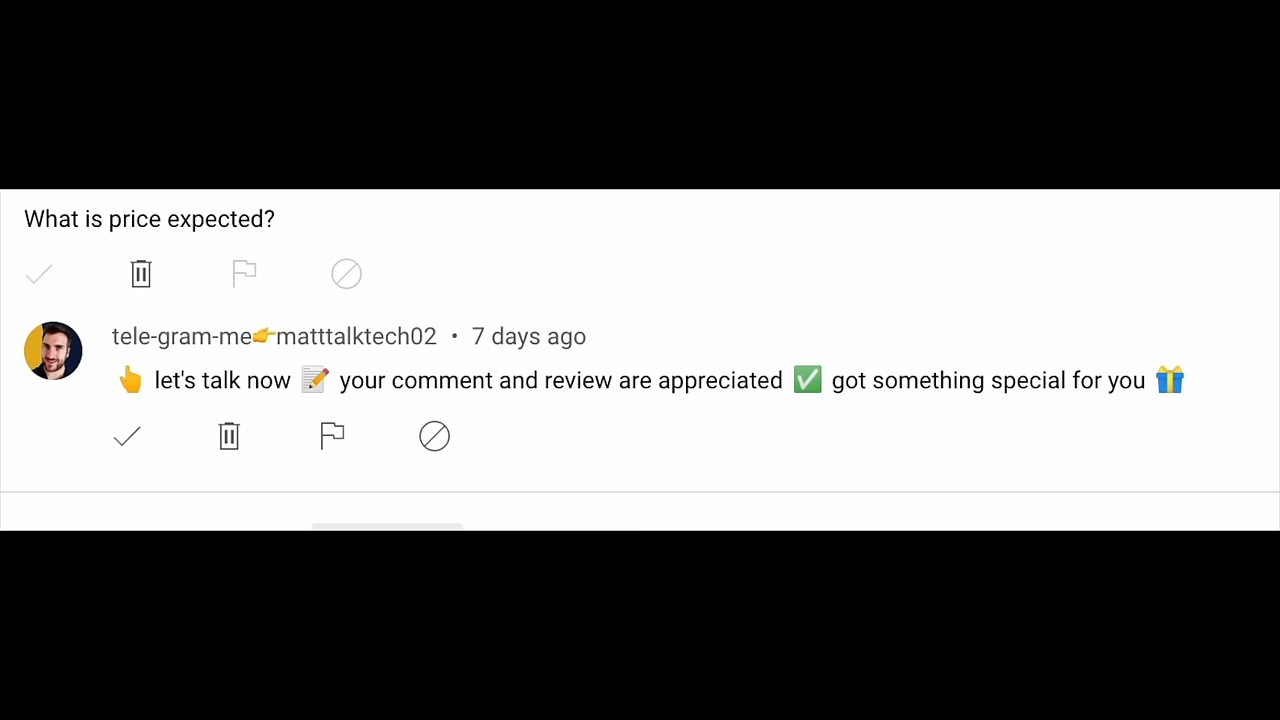 What is price expected?
tele-gram-me👉matttalktech02 • 7 days ago
👆 let's talk now 📝 your comment and review are appreciated ✅ got something special for you 🎁